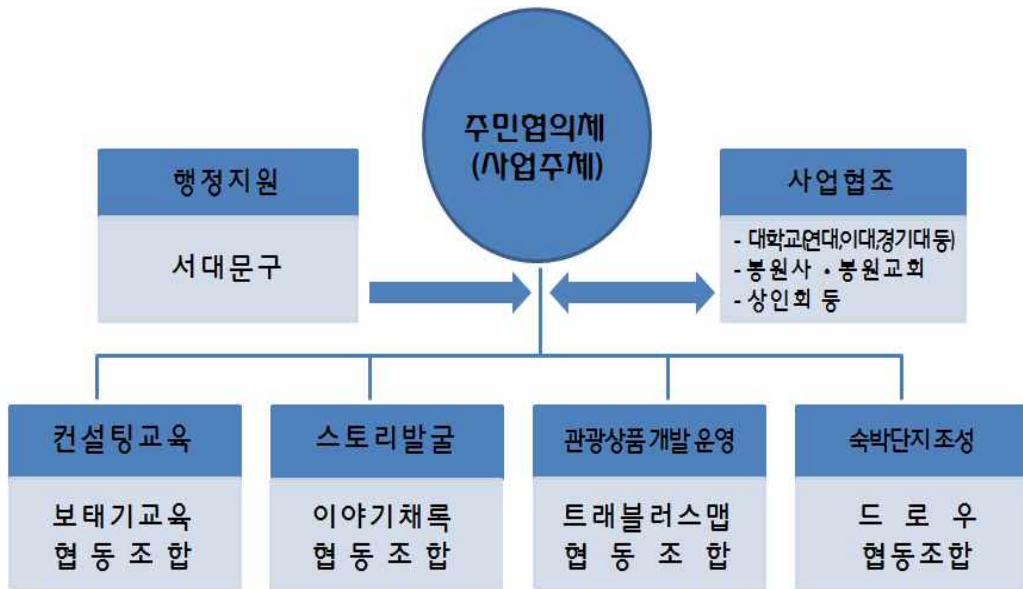 주민협의체
(사업주체)
행정지원
서대문구
사업협조
- 대학교(연대,이대,경기대 등)
- 봉원사 • 봉원교회
- 상인회 등
컨설팅교육
보태기교육
협 동 조 합
스토리발굴
이야기채록
협 동 조 합
관광상품 개발 운영
트래블러스맵
협 동 조 합
숙박단지 조성
드 로 우
협동조합